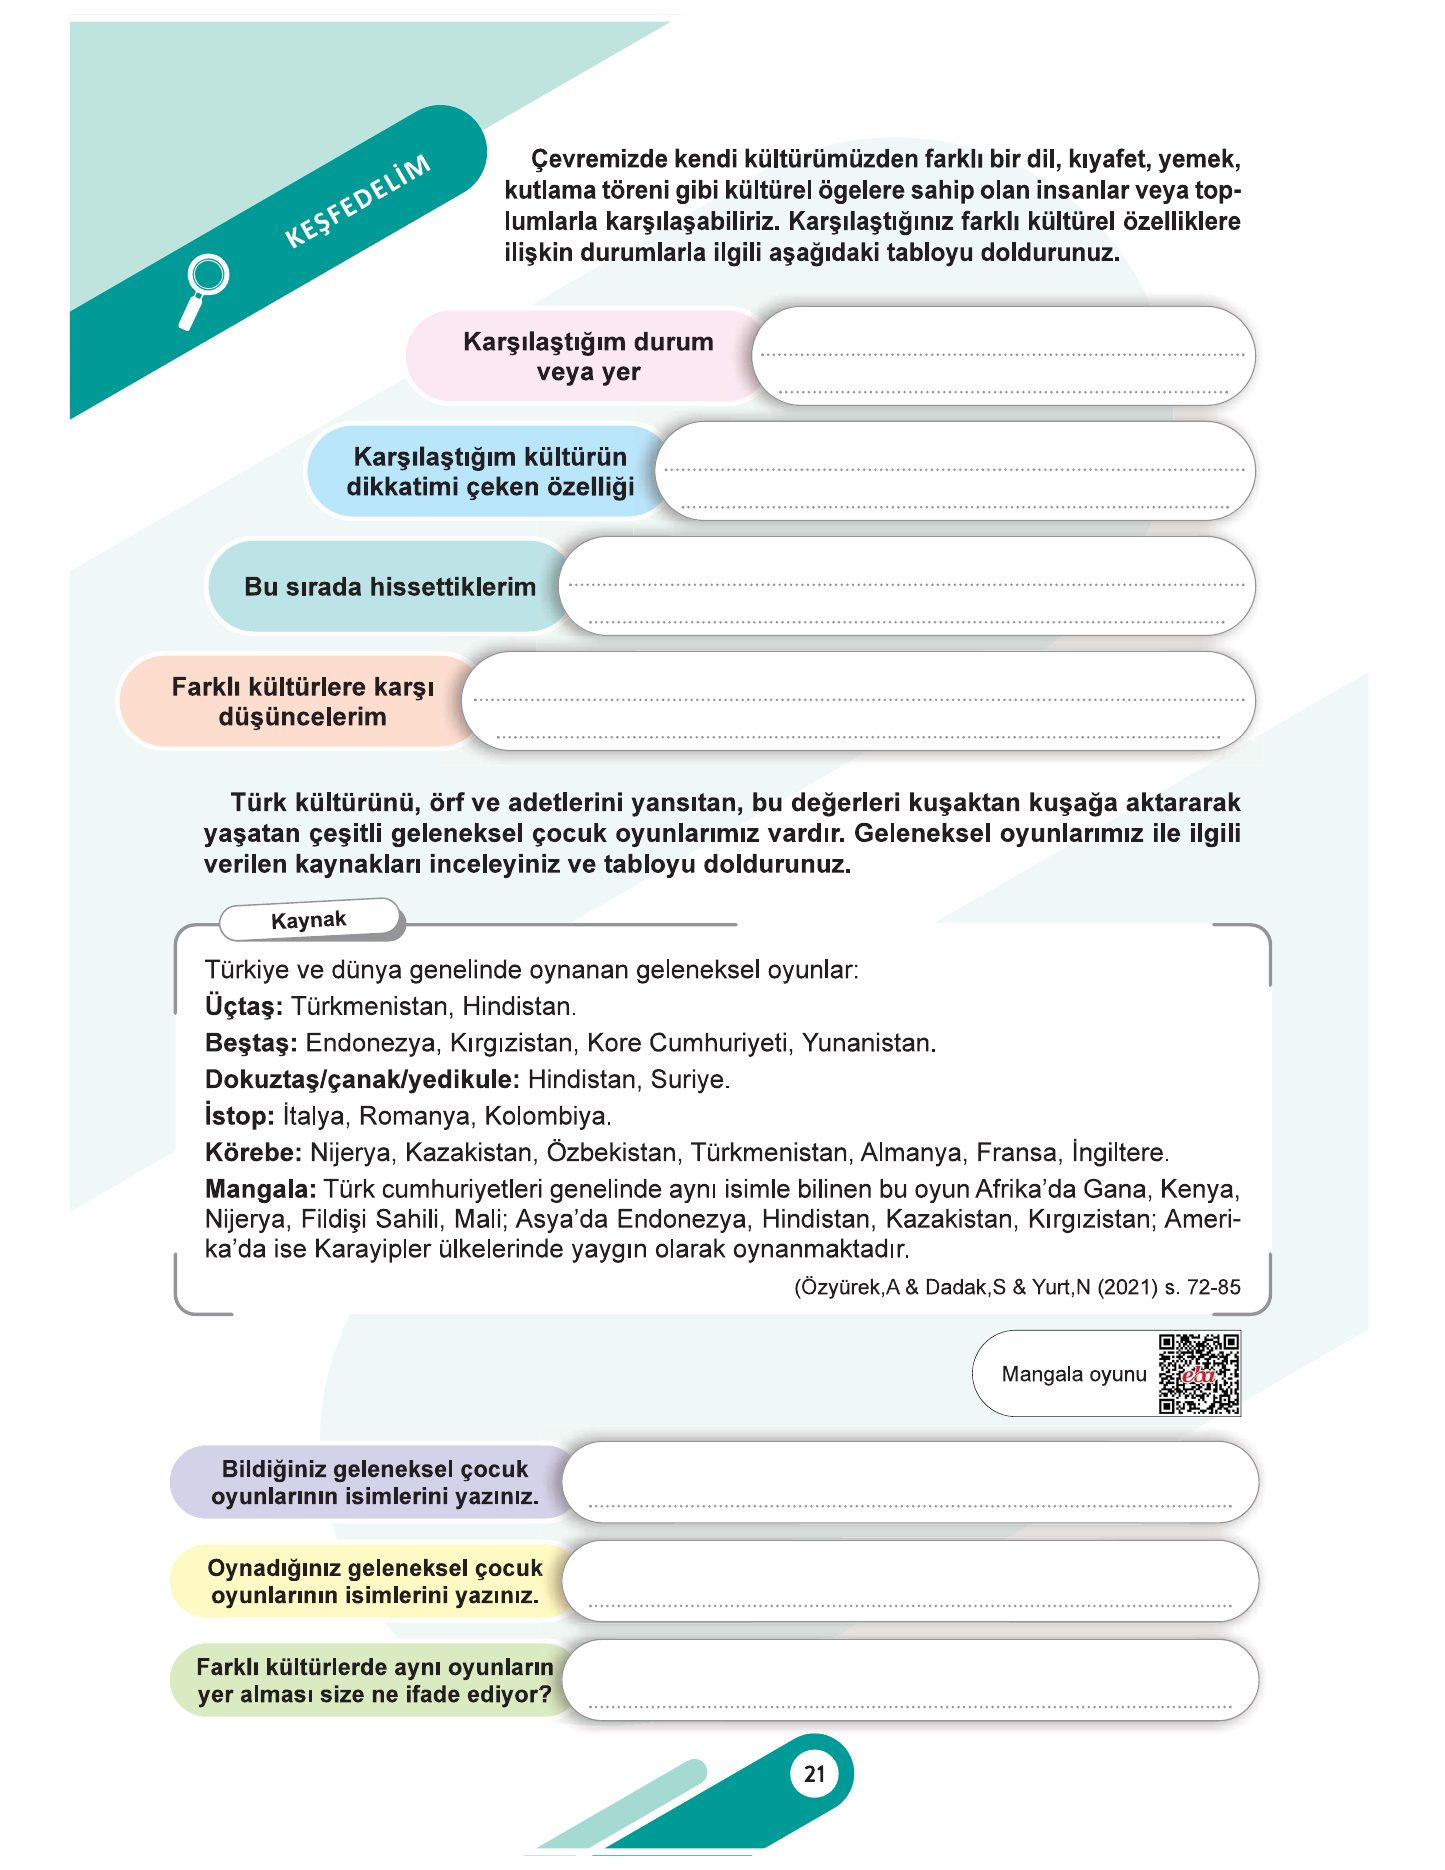 KEŞFEDELİM
Çevremizde kendi kültürümüzden farklı bir dil, kıyafet, yemek,
kutlama töreni gibi kültürel ögelere sahip olan insanlar veya top-
lumlarla karşılaşabiliriz. Karşılaştığınız farklı kültürel özelliklere
ilişkin durumlarla ilgili aşağıdaki tabloyu doldurunuz.
Karşılaştığım durum
veya yer
Karşılaştığım kültürün
dikkatimi çeken özelliği
Bu sırada hissettiklerim
Farklı kültürlere karşı
düşüncelerim
Türk kültürünü, örf ve adetlerini yansıtan, bu değerleri kuşaktan kuşağa aktararak
yaşatan çeşitli geleneksel çocuk oyunlarımız vardır. Geleneksel oyunlarımız ile ilgili
verilen kaynakları inceleyiniz ve tabloyu doldurunuz.
Kaynak
Türkiye ve dünya genelinde oynanan geleneksel oyunlar:
Üçtaş: Türkmenistan, Hindistan.
Beştaş: Endonezya, Kırgızistan, Kore Cumhuriyeti, Yunanistan.
Dokuztaş/çanak/yedikule: Hindistan, Suriye.
İstop: İtalya, Romanya, Kolombiya.
Körebe: Nijerya, Kazakistan, Özbekistan, Türkmenistan, Almanya, Fransa, İngiltere.
Mangala: Türk cumhuriyetleri genelinde aynı isimle bilinen bu oyun Afrika’da Gana, Kenya,
Nijerya, Fildişi Sahili, Mali; Asya’da Endonezya, Hindistan, Kazakistan, Kırgızistan; Ameri-
ka’da ise Karayipler ülkelerinde yaygın olarak oynanmaktadır.
(Özyürek,A & Dadak,S & Yurt,N (2021) s. 72-85
Mangala oyunu
eba
Bildiğiniz geleneksel çocuk
oyunlarının isimlerini yazınız.
Oynadığınız geleneksel çocuk
oyunlarının isimlerini yazınız.
Farklı kültürlerde aynı oyunların
yer alması size ne ifade ediyor?
21